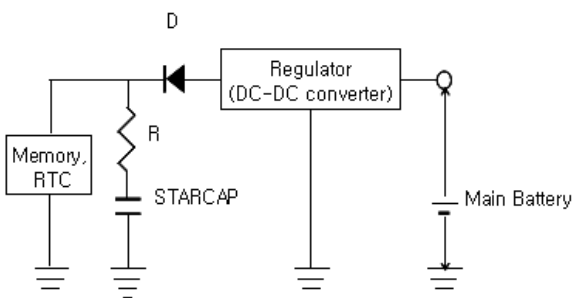 D
Regulator
(DC-DC converter)
R
Memory,
RTC
STARCAP
Main Battery